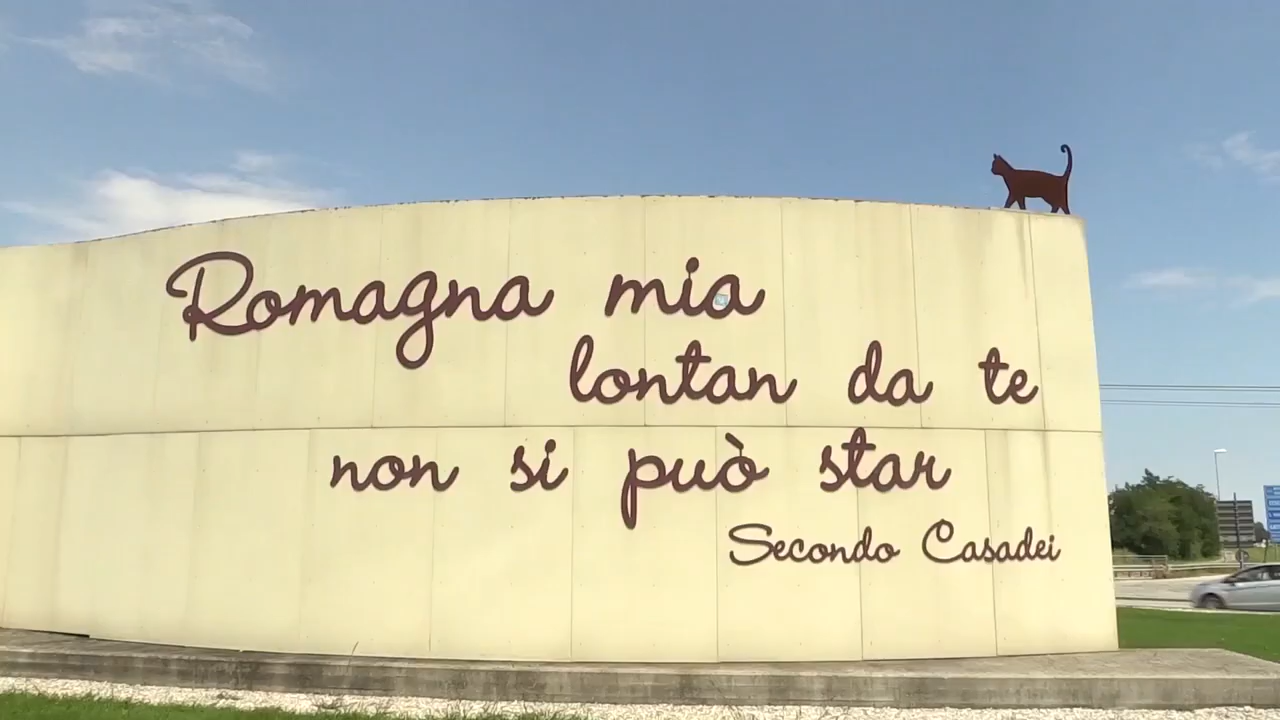 Romagna mia
lontan da te
non si può star
Secondo Casadei